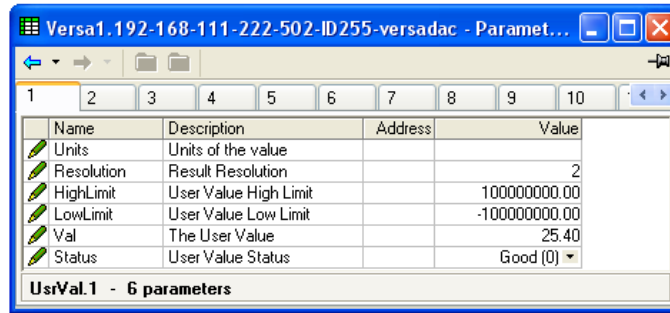 Versa1.192-168-111-222-502-ID255-versadac - Paramet...
1 2 3 4 5 6 7 8 9 10
Name Description Address Value
Units Units of the value
Resolution Result Resolution 2
HighLimit User Value High Limit 100000000.00
LowLimit User Value Low Limit -100000000.00
Val The User Value 25.40
Status User Value Status Good (0)
UsrVal.1 - 6 parameters